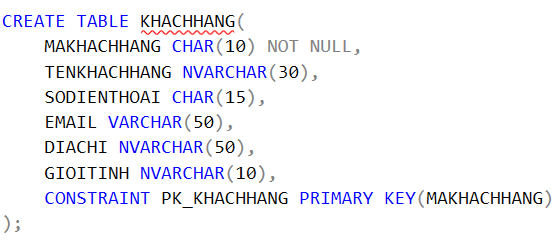 CREATE TABLE KHACHHANG(
    MAKHACHHANG CHAR(10) NOT NULL,
    TENKHACHHANG NVARCHAR(30),
    SODIENTHOAI CHAR(15),
    EMAIL VARCHAR(50),
    DIACHI NVARCHAR(50),
    GIOITINH NVARCHAR(10),
    CONSTRAINT PK_KHACHHANG PRIMARY KEY(MAKHACHHANG)
);